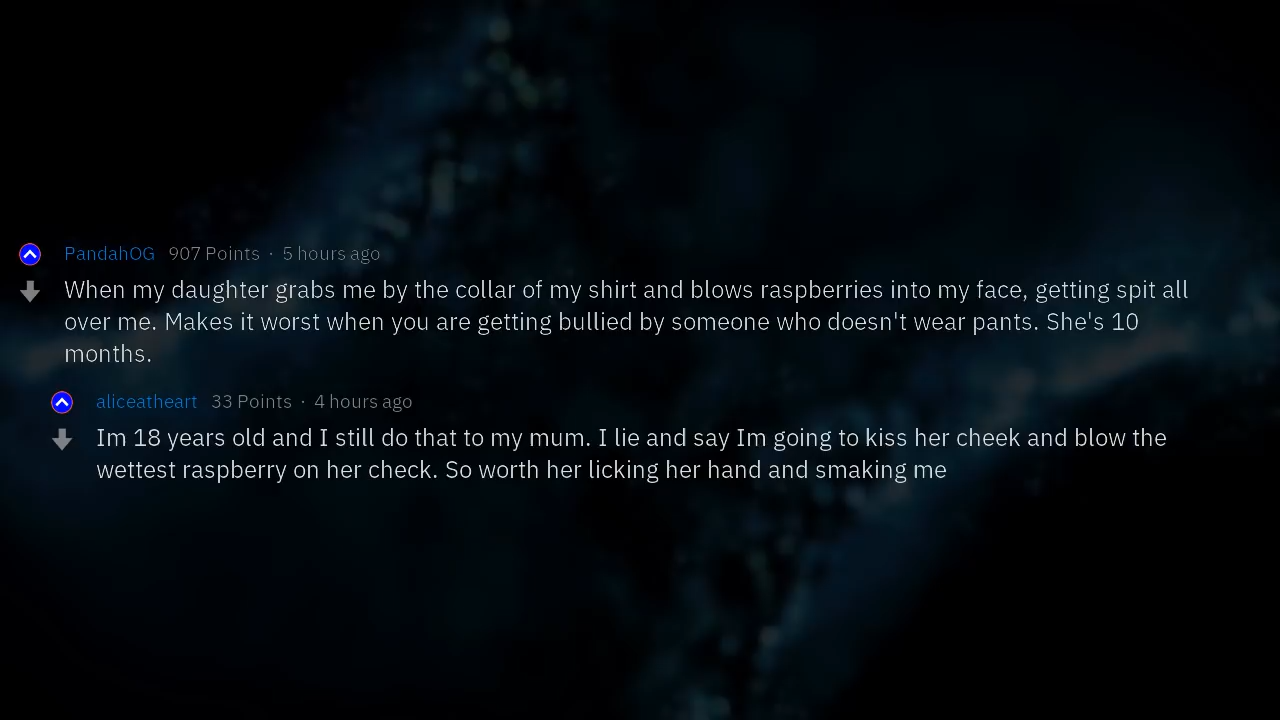 PandahOG 907 Points · 5 hours ago
When my daughter grabs me by the collar of my shirt and blows raspberries into my face, getting spit all
over me. Makes it worst when you are getting bullied by someone who doesn't wear pants. She's 10
months.
aliceatheart 33 Points · 4 hours ago
Im 18 years old and I still do that to my mum. I lie and say Im going to kiss her cheek and blow the
wettest raspberry on her check. So worth her licking her hand and smaking me